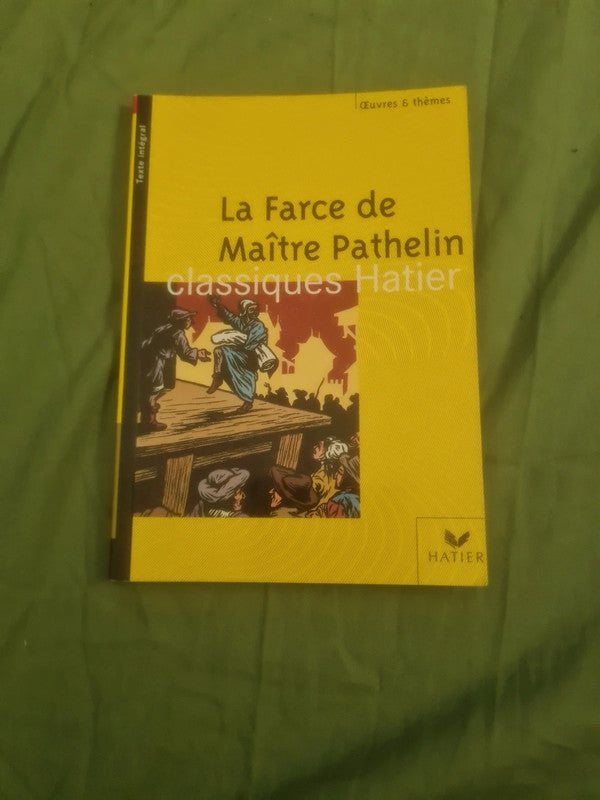 Œuvres & thèmes
Texte intégral
La Farce de
Maître Pathelin
classiques Hatier
HATIER